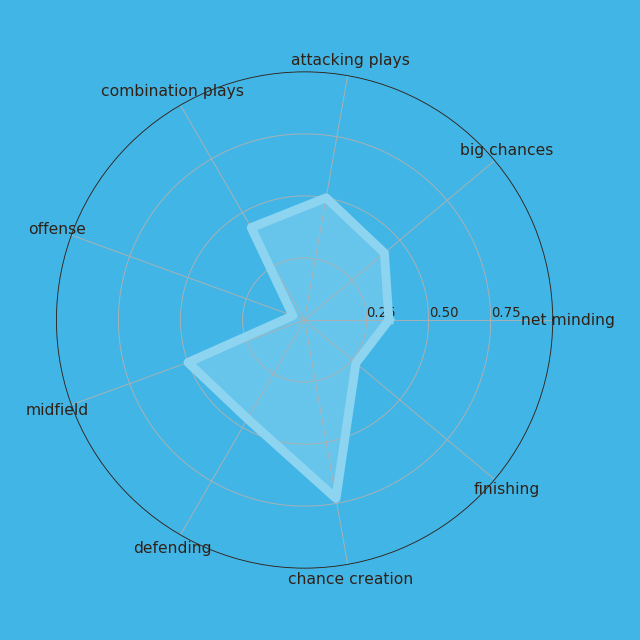 attacking plays
combination plays
big chances
offense
0.25 0.50 0.75
net minding
midfield
finishing
defending
chance creation